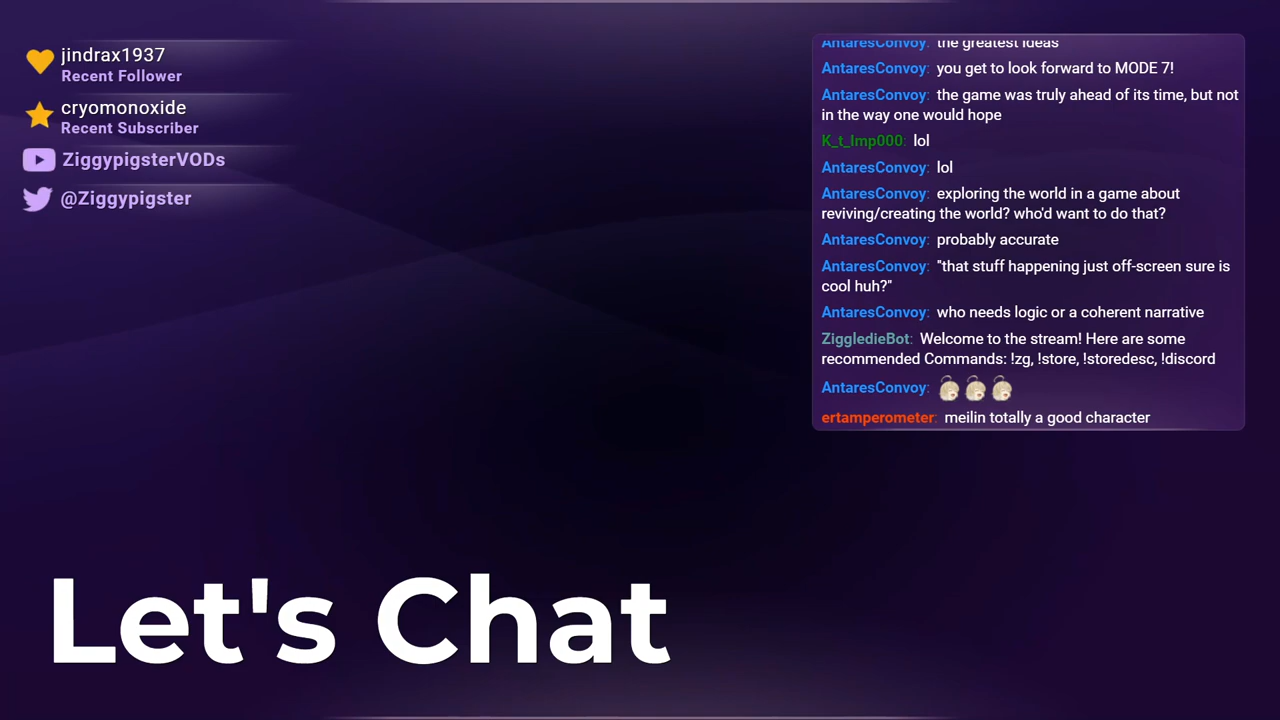 jindrax1937
Recent Follower
cryomonoxide
Recent Subscriber
ZiggypigsterVODs
@Ziggypigster
AntaresConvoy: the greatest ideas
AntaresConvoy: you get to look forward to MODE 7!
AntaresConvoy: the game was truly ahead of its time, but not
in the way one would hope
K_t_Imp000: lol
AntaresConvoy: lol
AntaresConvoy: exploring the world in a game about
reviving/creating the world? who'd want to do that?
AntaresConvoy: probably accurate
AntaresConvoy: "that stuff happening just off-screen sure is
cool huh?"
AntaresConvoy: who needs logic or a coherent narrative
ZiggledieBot: Welcome to the stream! Here are some
recommended Commands: !zg, !store, !storedesc, !discord
AntaresConvoy:
ertamperometer: meilin totally a good character
Let's Chat